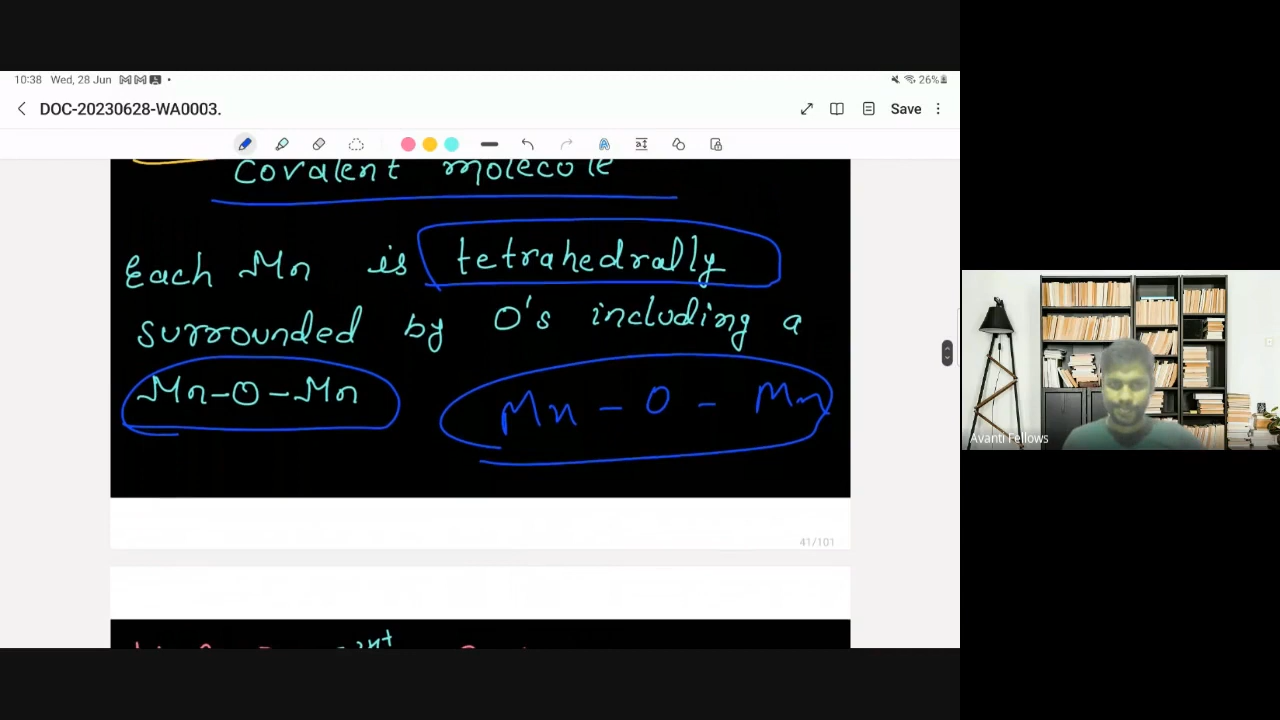 10:38 Wed, 28 Jun
26%
DOC-20230628-WA0003.
Save
Covalent molecule
Each Mn is tetrahedrally
surrounded by O's including a
Mn-O-Mn Mn - O - Mn
41/101
Avanti Fellows